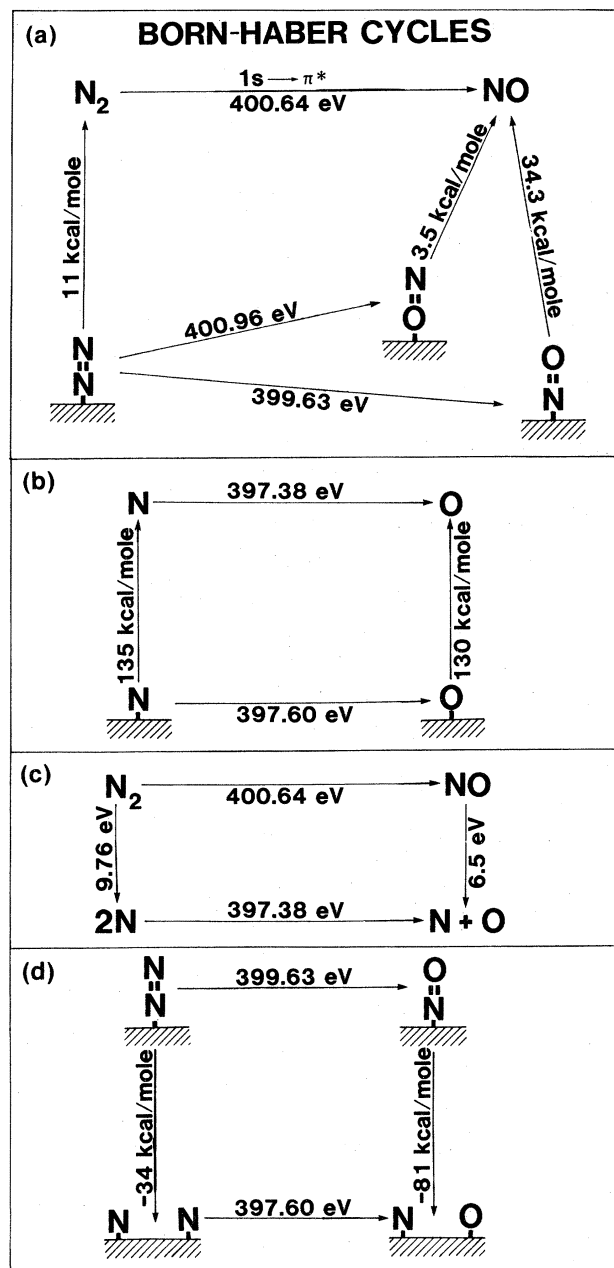 (a) BORN-HABER CYCLES
1s → π*
N₂ NO
400.64 eV
11 kcal/mole
3.5 kcal/mole
34.3 kcal/mole
N
O
400.96 eV
N
N
O
N
399.63 eV
(b)
397.38 eV
N O
135 kcal/mole
130 kcal/mole
N O
397.60 eV
(c)
N₂ NO
400.64 eV
9.76 eV
6.5 eV
397.38 eV
2N N + O
(d)
N
N
399.63 eV
O
N
-34 kcal/mole
-81 kcal/mole
N N 397.60 eV N O